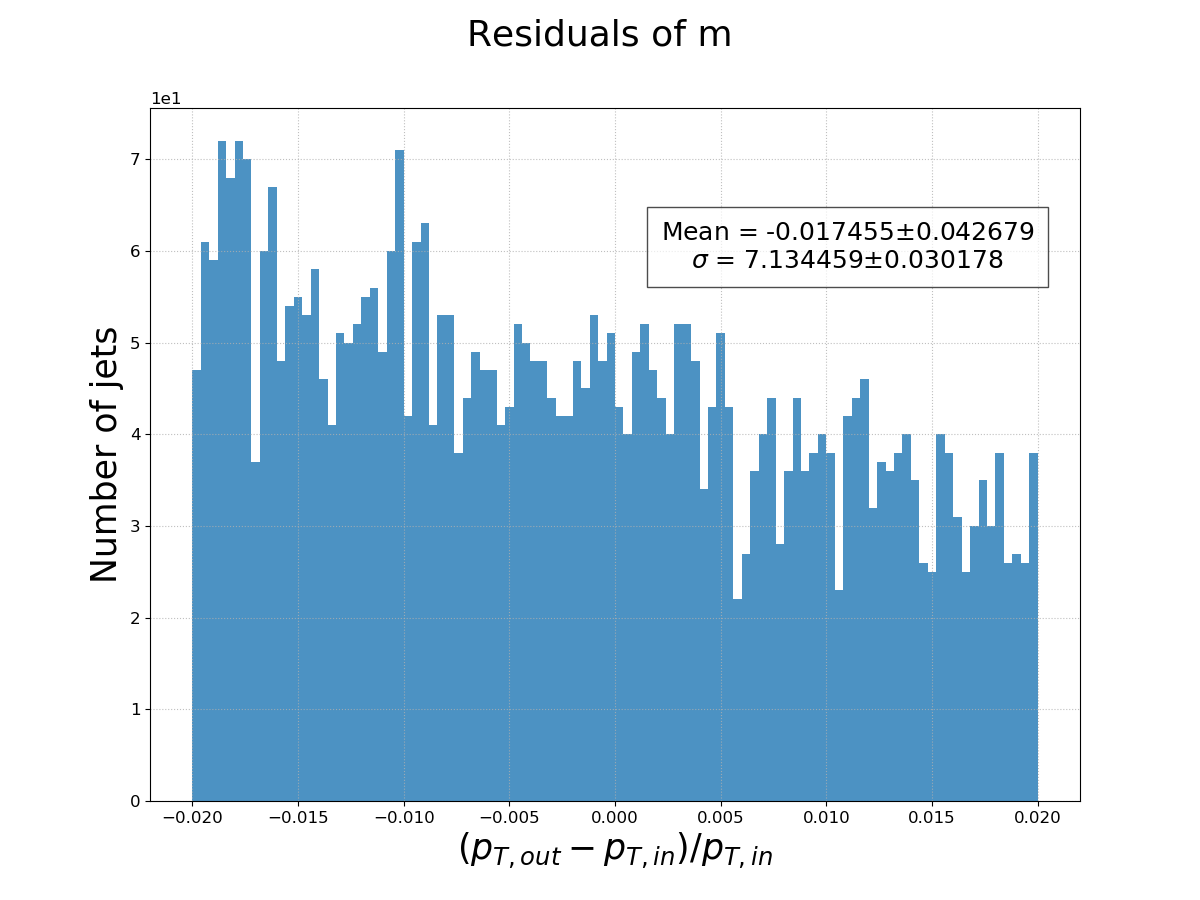 Residuals of m
1e1
7
6
5
4
3
2
1
0
Number of jets
Mean = -0.017455±0.042679
σ = 7.134459±0.030178
−0.020 −0.015 −0.010 −0.005 0.000 0.005 0.010 0.015 0.020
(p_{T,out} − p_{T,in})/p_{T,in}